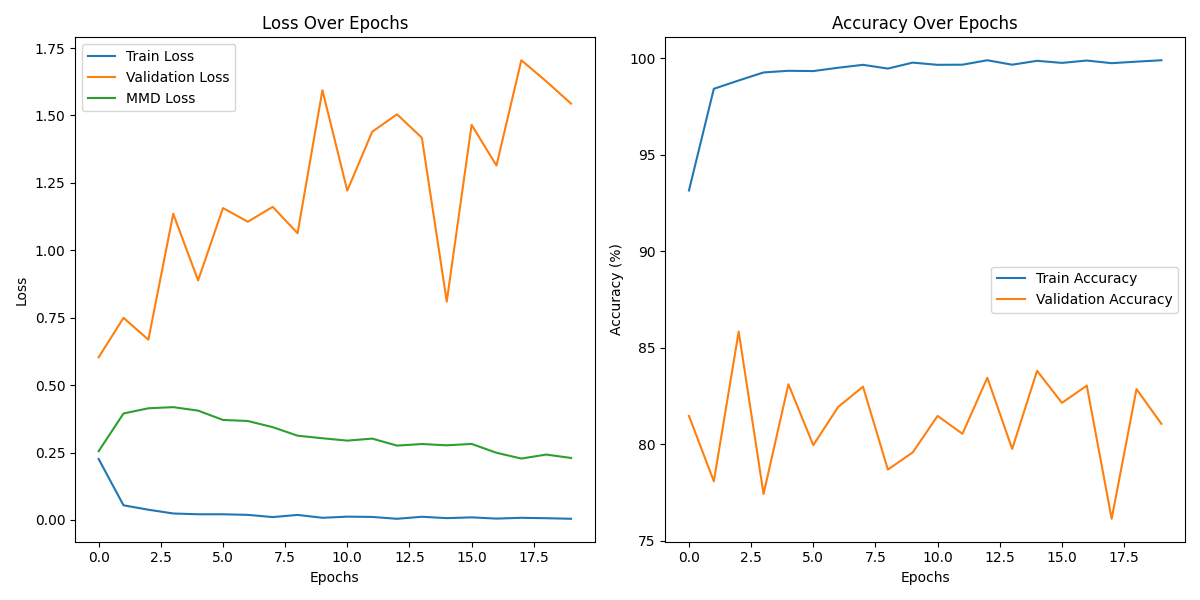 Loss Over Epochs
Train Loss
Validation Loss
MMD Loss
1.75
1.50
1.25
1.00
0.75
0.50
0.25
0.00
Loss
0.0 2.5 5.0 7.5 10.0 12.5 15.0 17.5
Epochs
Accuracy Over Epochs
100
95
90
85
80
75
Accuracy (%)
Train Accuracy
Validation Accuracy
0.0 2.5 5.0 7.5 10.0 12.5 15.0 17.5
Epochs